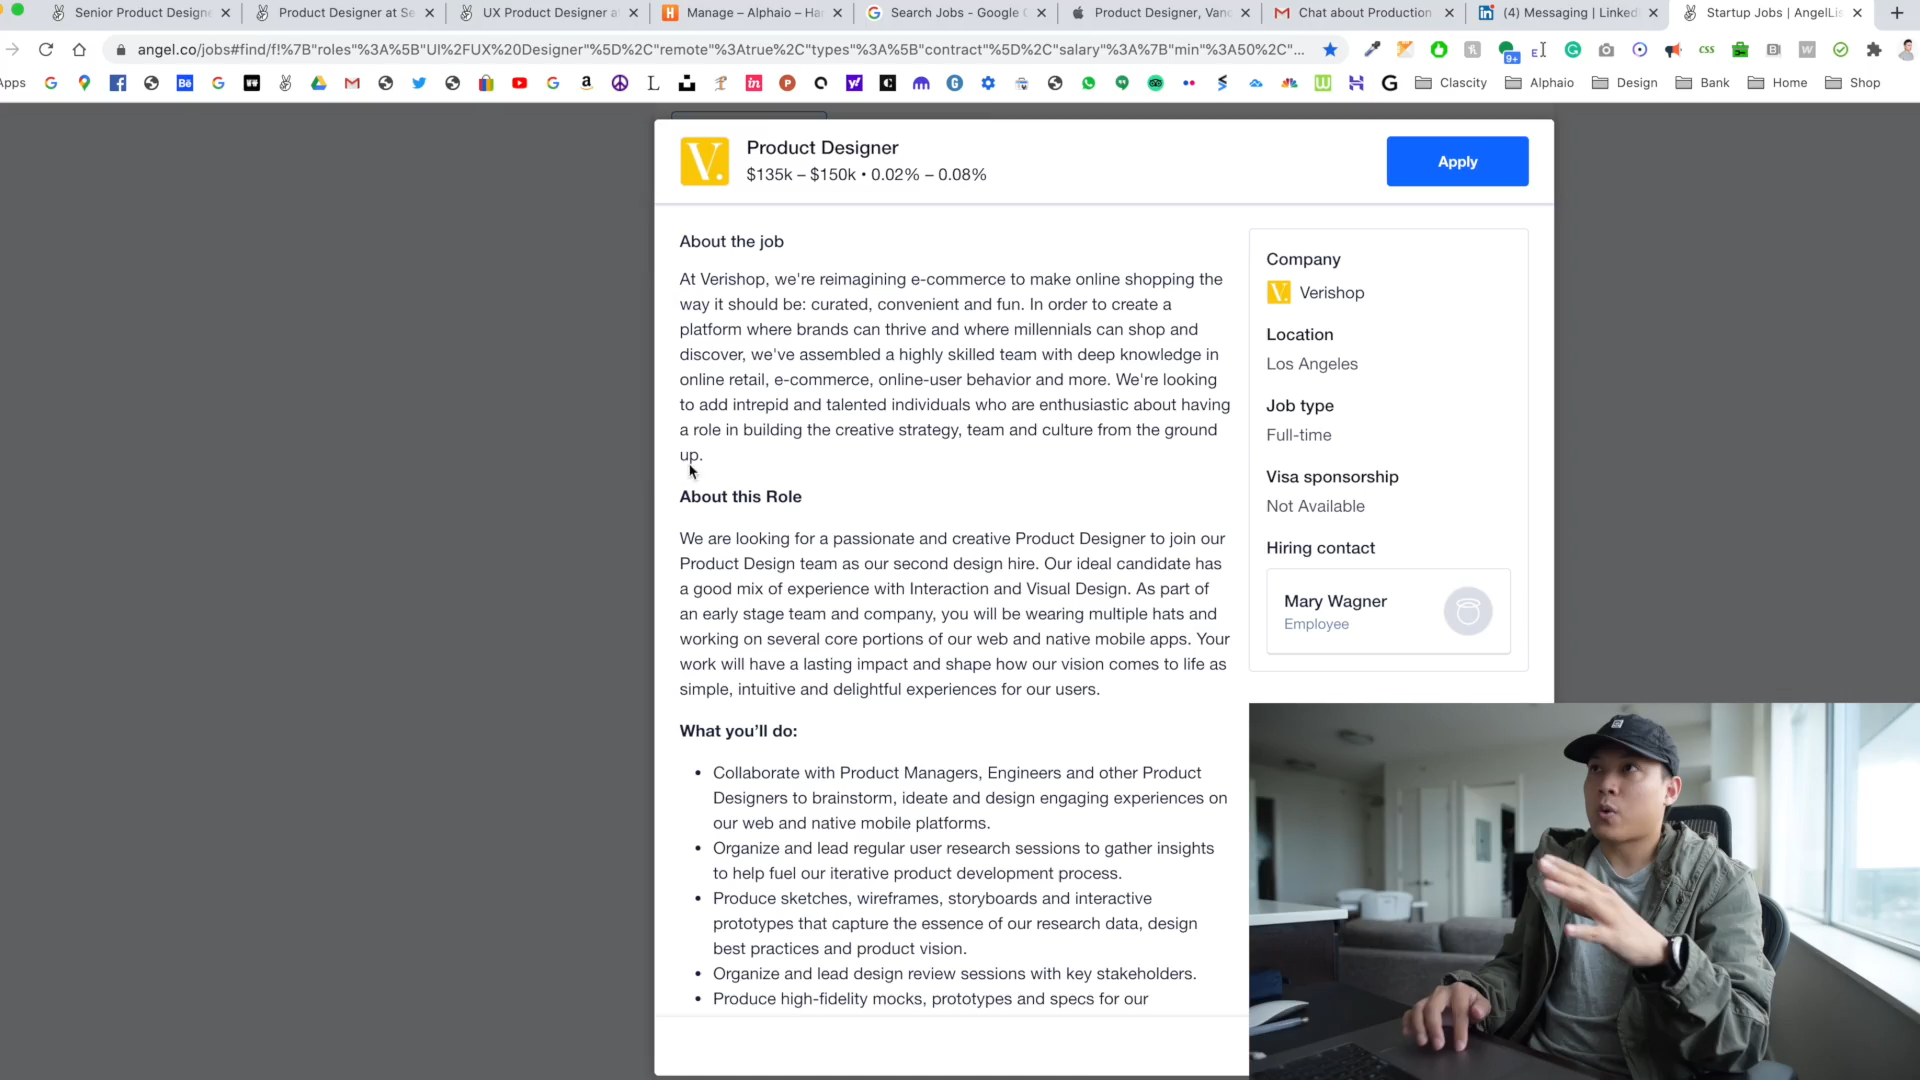 Senior Product Designe
Product Designer at Se
UX Product Designer a
Manage – Alphaio – Ha
Search Jobs - Google C
Product Designer, Vanc
Chat about Production
(4) Messaging | Linked
Startup Jobs | AngelLis
angel.co/jobs#find/f!%7B"roles"%3A%5B"UI%2FUX%20Designer"%5D%2C"remote"%3Atrue%2C"types"%3A%5B"contract"%5D%2C"salary"%3A%7B"min"%3A50%2C"...
Apps
Clascity
Alphaio
Design
Bank
Home
Shop
V.
Product Designer
$135k – $150k • 0.02% – 0.08%
Apply
About the job
At Verishop, we're reimagining e-commerce to make online shopping the
way it should be: curated, convenient and fun. In order to create a
platform where brands can thrive and where millennials can shop and
discover, we've assembled a highly skilled team with deep knowledge in
online retail, e-commerce, online-user behavior and more. We're looking
to add intrepid and talented individuals who are enthusiastic about having
a role in building the creative strategy, team and culture from the ground
up.
About this Role
We are looking for a passionate and creative Product Designer to join our
Product Design team as our second design hire. Our ideal candidate has
a good mix of experience with Interaction and Visual Design. As part of
an early stage team and company, you will be wearing multiple hats and
working on several core portions of our web and native mobile apps. Your
work will have a lasting impact and shape how our vision comes to life as
simple, intuitive and delightful experiences for our users.
What you'll do:
• Collaborate with Product Managers, Engineers and other Product
Designers to brainstorm, ideate and design engaging experiences on
our web and native mobile platforms.
• Organize and lead regular user research sessions to gather insights
to help fuel our iterative product development process.
• Produce sketches, wireframes, storyboards and interactive
prototypes that capture the essence of our research data, design
best practices and product vision.
• Organize and lead design review sessions with key stakeholders.
• Produce high-fidelity mocks, prototypes and specs for our
Company
V. Verishop
Location
Los Angeles
Job type
Full-time
Visa sponsorship
Not Available
Hiring contact
Mary Wagner
Employee